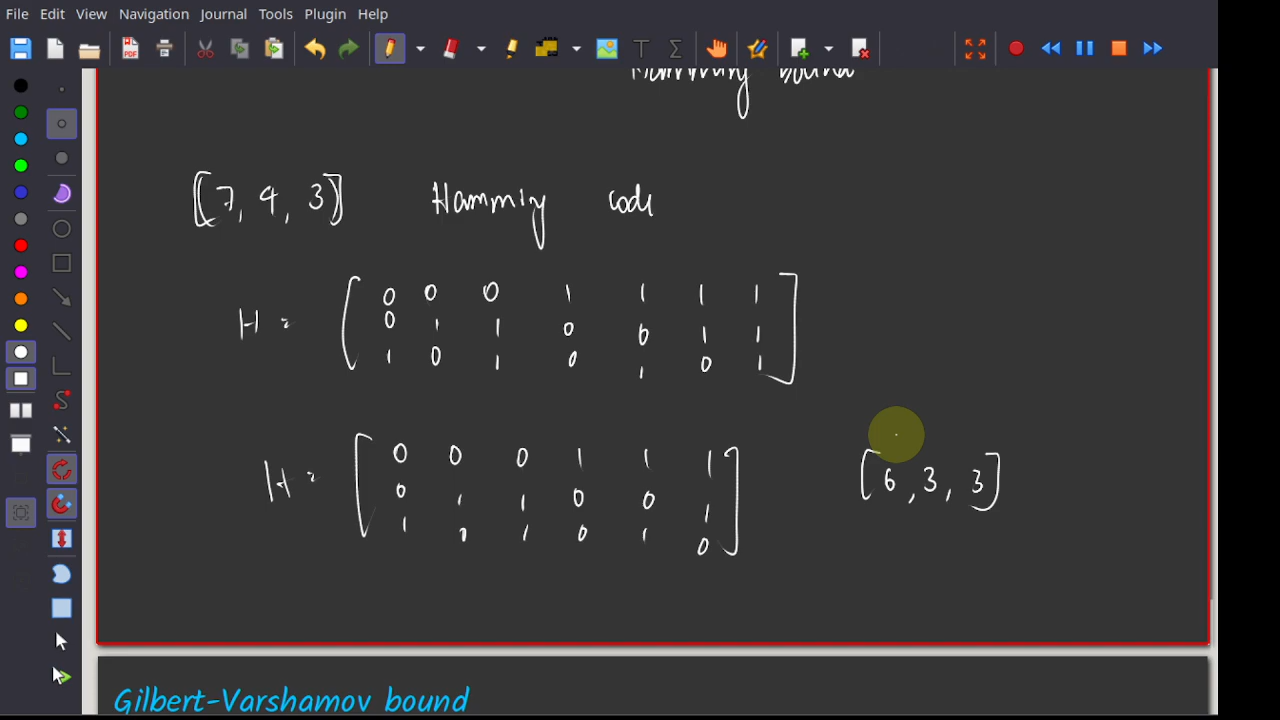 File Edit View Navigation Journal Tools Plugin Help
Hamming bound
[[7, 4, 3]] Hamming code
H = [ 0 0 0 1 1 1 1
0 1 1 0 0 1 1
1 0 1 0 1 0 1 ]
H = [ 0 0 0 1 1 1
0 1 1 0 0 1
1 0 1 0 1 0 ]
[6, 3, 3]
Gilbert-Varshamov bound